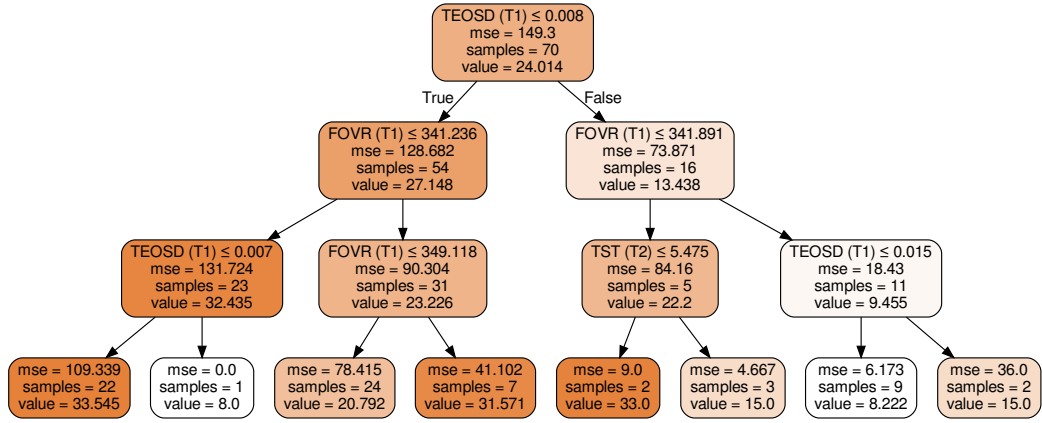 TEOSD (T1) ≤ 0.008
mse = 149.3
samples = 70
value = 24.014
True
False
FOVR (T1) ≤ 341.236
mse = 128.682
samples = 54
value = 27.148
FOVR (T1) ≤ 341.891
mse = 73.871
samples = 16
value = 13.438
TEOSD (T1) ≤ 0.007
mse = 131.724
samples = 23
value = 32.435
FOVR (T1) ≤ 349.118
mse = 90.304
samples = 31
value = 23.226
TST (T2) ≤ 5.475
mse = 84.16
samples = 5
value = 22.2
TEOSD (T1) ≤ 0.015
mse = 18.43
samples = 11
value = 9.455
mse = 109.339
samples = 22
value = 33.545
mse = 0.0
samples = 1
value = 8.0
mse = 78.415
samples = 24
value = 20.792
mse = 41.102
samples = 7
value = 31.571
mse = 9.0
samples = 2
value = 33.0
mse = 4.667
samples = 3
value = 15.0
mse = 6.173
samples = 9
value = 8.222
mse = 36.0
samples = 2
value = 15.0